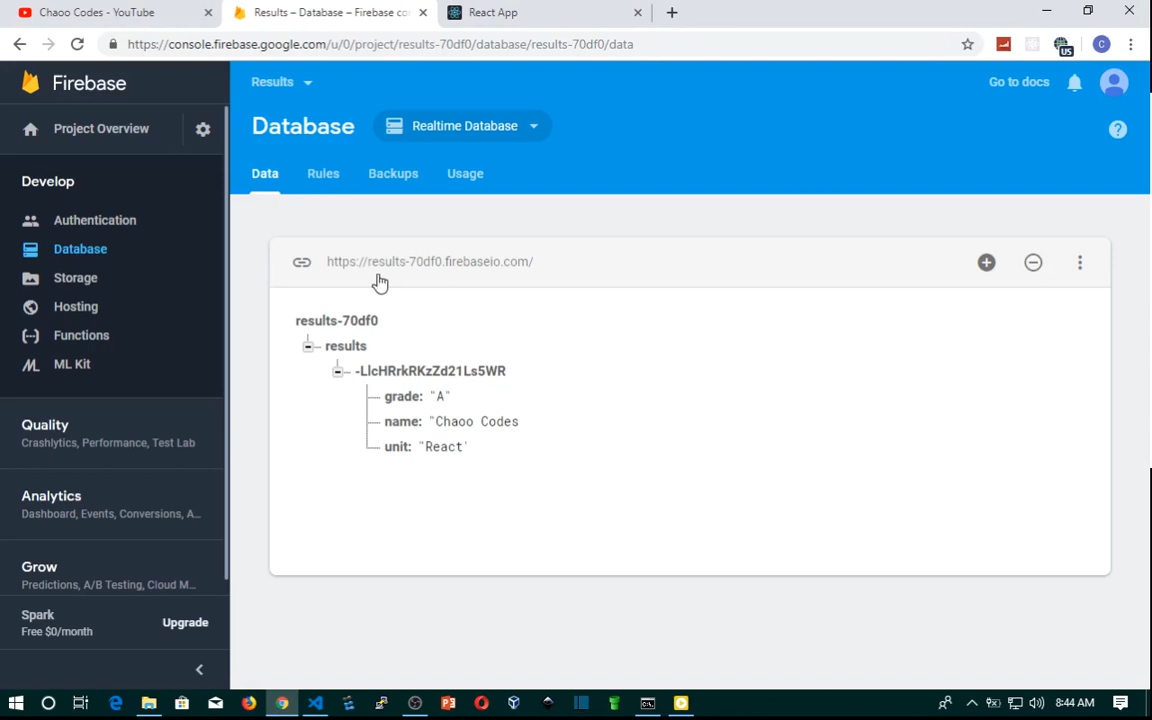 Chaoo Codes - YouTube
Results – Database – Firebase co
React App
https://console.firebase.google.com/u/0/project/results-70df0/database/results-70df0/data
US
C
Firebase
Results
Go to docs
Project Overview
Database
Realtime Database
Develop
Data
Rules
Backups
Usage
Authentication
Database
https://results-70df0.firebaseio.com/
Storage
Hosting
results-70df0
Functions
results
ML Kit
-LlcHRrkRKzZd21Ls5WR
grade: "A"
Quality
name: "Chaoo Codes
Crashlytics, Performance, Test Lab
unit: "React'
Analytics
Dashboard, Events, Conversions, A...
Grow
Predictions, A/B Testing, Cloud M...
Spark
Free $0/month
Upgrade
8:44 AM